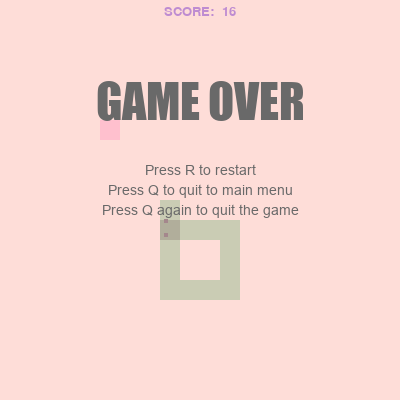 SCORE: 16
GAME OVER
Press R to restart
Press Q to quit to main menu
Press Q again to quit the game